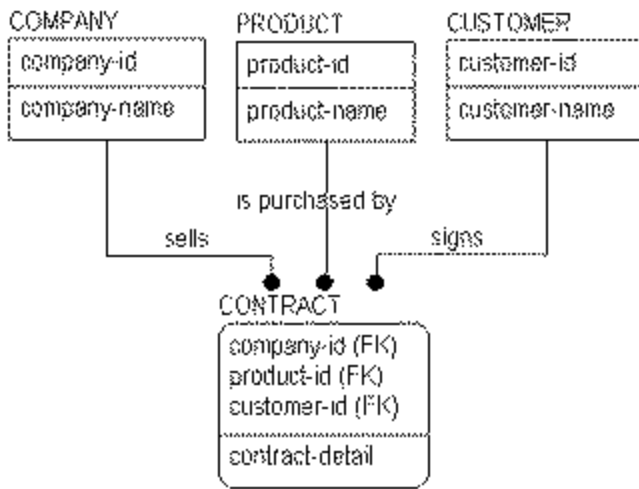 COMPANY
PRODUCT
CUSTOMER
company-id
product-id
customer-id
company-name
product-name
customer-name
is purchased by
sells
signs
CONTRACT
company-id (FK)
product-id (FK)
customer-id (FK)
contract-detail